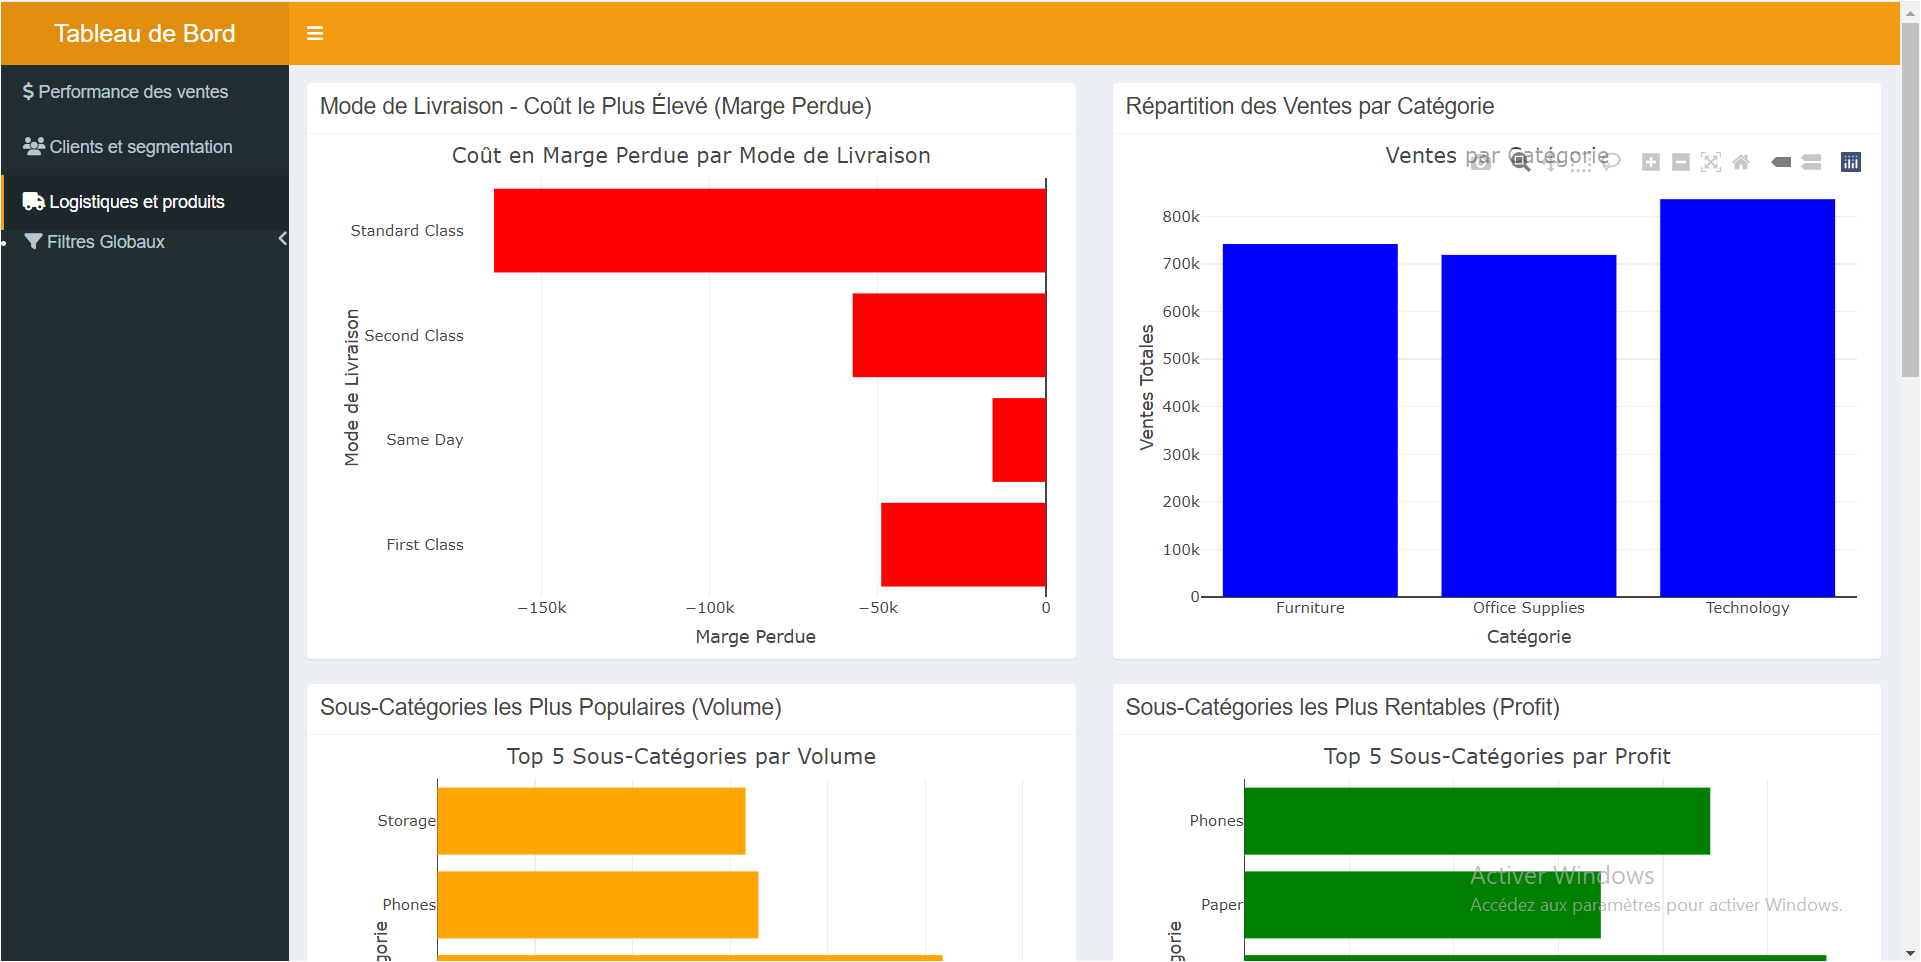 Tableau de Bord
Performance des ventes
Clients et segmentation
Logistiques et produits
Filtres Globaux
Mode de Livraison - Coût le Plus Élevé (Marge Perdue)
Coût en Marge Perdue par Mode de Livraison
Mode de Livraison
Standard Class
Second Class
Same Day
First Class
−150k
−100k
−50k
0
Marge Perdue
Répartition des Ventes par Catégorie
Ventes par Catégorie
Ventes Totales
800k
700k
600k
500k
400k
300k
200k
100k
0
Furniture
Office Supplies
Technology
Catégorie
Sous-Catégories les Plus Populaires (Volume)
Top 5 Sous-Catégories par Volume
Storage
Phones
gorie
Sous-Catégories les Plus Rentables (Profit)
Top 5 Sous-Catégories par Profit
Phones
Paper
gorie
Activer Windows
Accédez aux paramètres pour activer Windows.